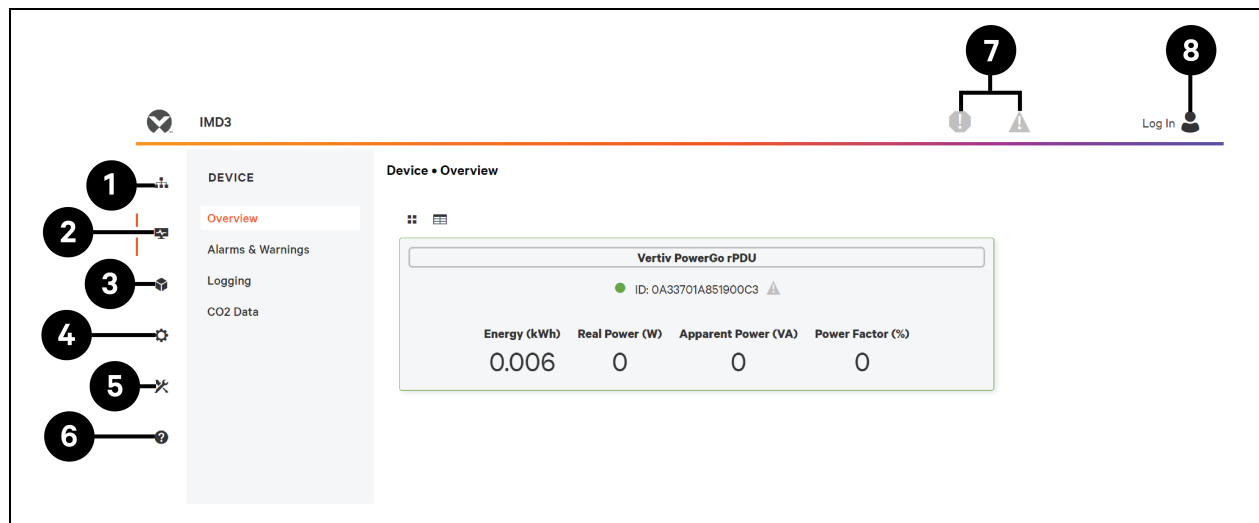 7
8
IMD3
Log In
1
DEVICE
Device • Overview
2
Overview
Alarms & Warnings
Vertiv PowerGo rPDU
3
Logging
ID: 0A33701A851900C3
CO2 Data
4
Energy (kWh) Real Power (W) Apparent Power (VA) Power Factor (%)
0.006 0 0 0
5
6